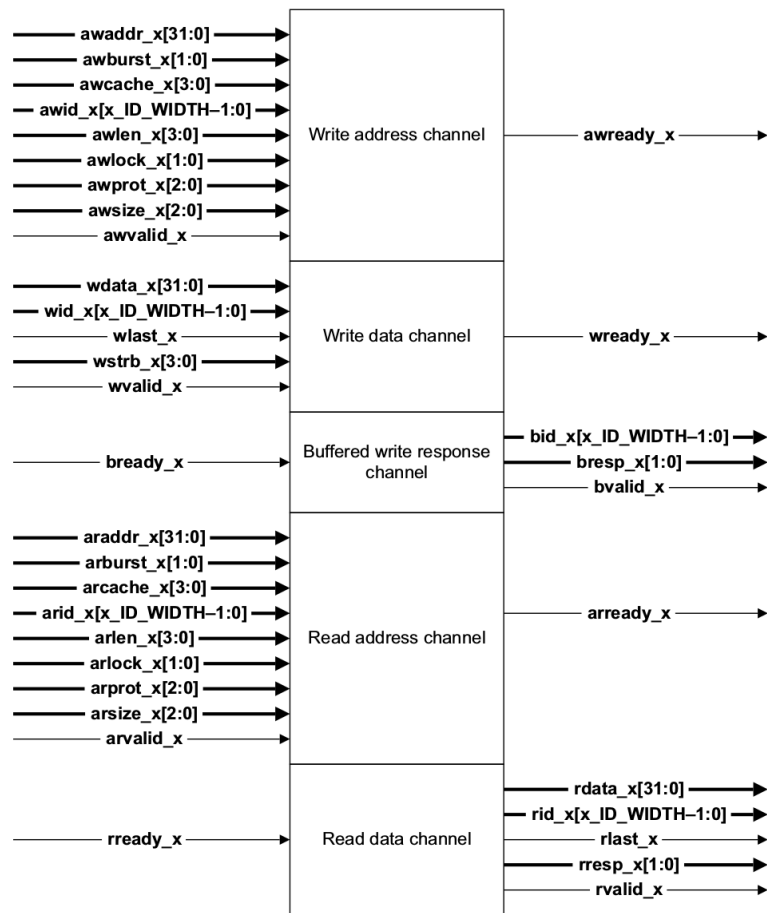 awaddr_x[31:0]
awburst_x[1:0]
awcache_x[3:0]
awid_x[x_ID_WIDTH–1:0]
awlen_x[3:0]
Write address channel
awready_x
awlock_x[1:0]
awprot_x[2:0]
awsize_x[2:0]
awvalid_x
wdata_x[31:0]
wid_x[x_ID_WIDTH–1:0]
wlast_x
Write data channel
wready_x
wstrb_x[3:0]
wvalid_x
bready_x
Buffered write response
channel
bid_x[x_ID_WIDTH–1:0]
bresp_x[1:0]
bvalid_x
araddr_x[31:0]
arburst_x[1:0]
arcache_x[3:0]
arid_x[x_ID_WIDTH–1:0]
arready_x
arlen_x[3:0]
Read address channel
arlock_x[1:0]
arprot_x[2:0]
arsize_x[2:0]
arvalid_x
rready_x
Read data channel
rdata_x[31:0]
rid_x[x_ID_WIDTH–1:0]
rlast_x
rresp_x[1:0]
rvalid_x